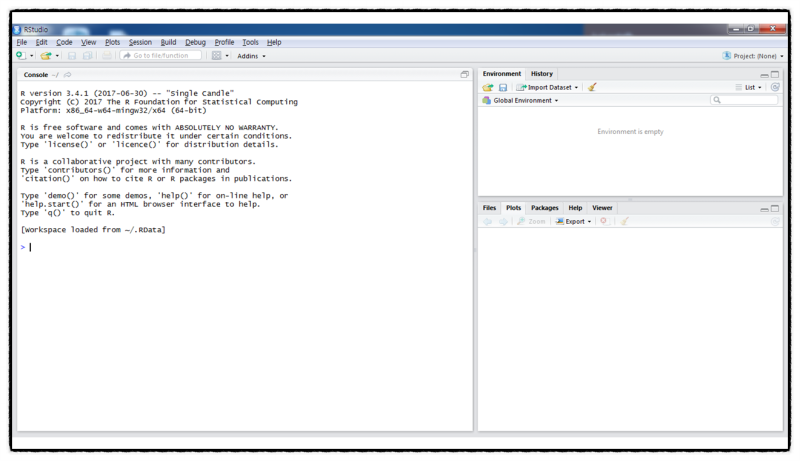 RStudio
File Edit Code View Plots Session Build Debug Profile Tools Help
Go to file/function Addins Project: (None)
Console ~/
R version 3.4.1 (2017-06-30) -- "Single Candle"
Copyright (C) 2017 The R Foundation for Statistical Computing
Platform: x86_64-w64-mingw32/x64 (64-bit)
R is free software and comes with ABSOLUTELY NO WARRANTY.
You are welcome to redistribute it under certain conditions.
Type 'license()' or 'licence()' for distribution details.
R is a collaborative project with many contributors.
Type 'contributors()' for more information and
'citation()' on how to cite R or R packages in publications.
Type 'demo()' for some demos, 'help()' for on-line help, or
'help.start()' for an HTML browser interface to help.
Type 'q()' to quit R.
[Workspace loaded from ~/.RData]
>
Environment History
Import Dataset List
Global Environment
Environment is empty
Files Plots Packages Help Viewer
Zoom Export